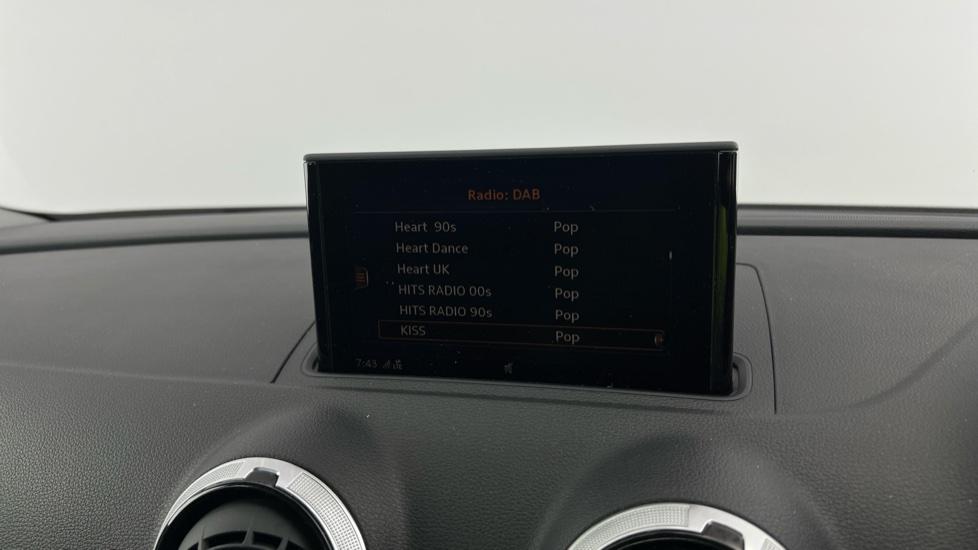 Radio: DAB
Heart 90s Pop
Heart Dance Pop
Heart UK Pop
HITS RADIO 00s Pop
HITS RADIO 90s Pop
KISS Pop
7:43 LTE